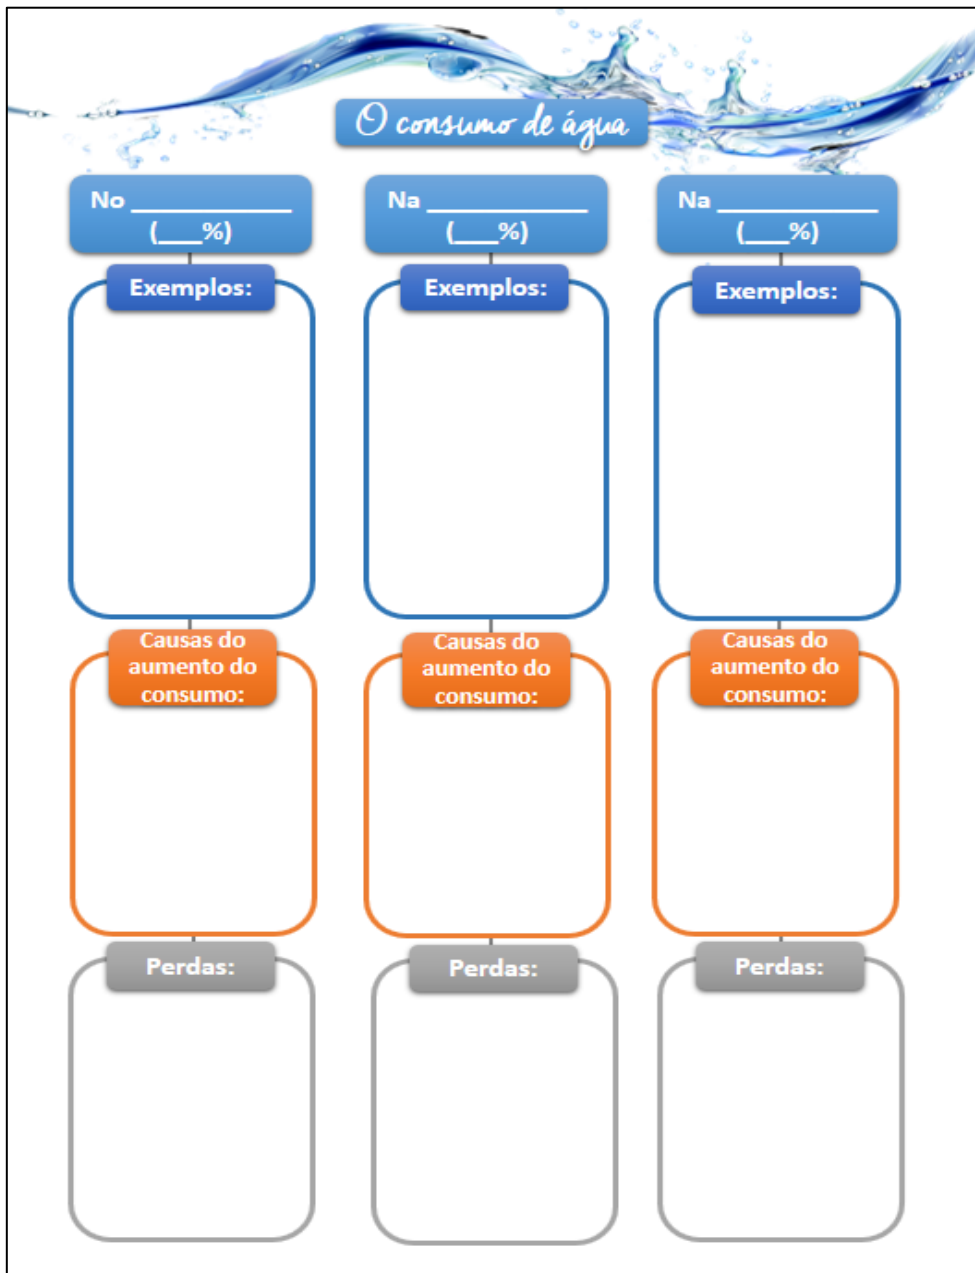 O consumo de água
No ____________
(___%)
Exemplos:
Causas do
aumento do
consumo:
Perdas:
Na ____________
(___%)
Exemplos:
Causas do
aumento do
consumo:
Perdas:
Na ____________
(___%)
Exemplos:
Causas do
aumento do
consumo:
Perdas: